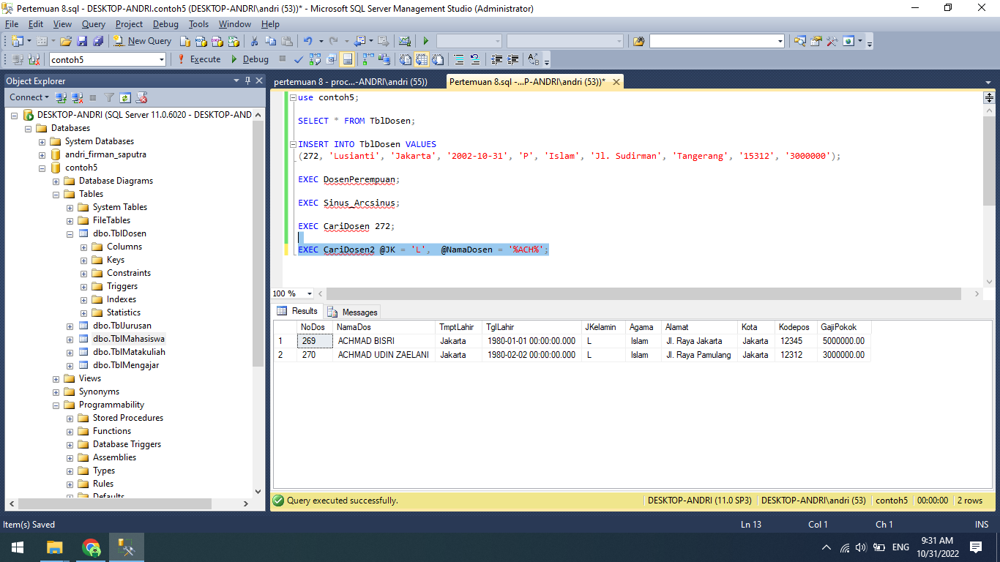 Pertemuan 8.sql - DESKTOP-ANDRI.contoh5 (DESKTOP-ANDRI\andri (53))* - Microsoft SQL Server Management Studio (Administrator)
File Edit View Query Project Debug Tools Window Help
New Query
contoh5 Execute Debug
Object Explorer
Connect
DESKTOP-ANDRI (SQL Server 11.0.6020 - DESKTOP-AND
Databases
System Databases
andri_firman_saputra
contoh5
Database Diagrams
Tables
System Tables
FileTables
dbo.TblDosen
Columns
Keys
Constraints
Triggers
Indexes
Statistics
dbo.TblJurusan
dbo.TblMahasiswa
dbo.TblMatakuliah
dbo.TblMengajar
Views
Synonyms
Programmability
Stored Procedures
Functions
Database Triggers
Assemblies
Types
Rules
Defaults
pertemuan 8 - proc...-ANDRI\andri (55)) Pertemuan 8.sql -...P-ANDRI\andri (53))*
use contoh5;
SELECT * FROM TblDosen;
INSERT INTO TblDosen VALUES
(272, 'Lusianti', 'Jakarta', '2002-10-31', 'P', 'Islam', 'Jl. Sudirman', 'Tangerang', '15312', '3000000');
EXEC DosenPerempuan;
EXEC Sinus_Arcsinus;
EXEC CariDosen 272;
EXEC CariDosen2 @JK = 'L',  @NamaDosen = '%ACH%';
100 %
Results Messages
NoDos NamaDos TmptLahir TglLahir JKelamin Agama Alamat Kota Kodepos GajiPokok
1 269 ACHMAD BISRI Jakarta 1980-01-01 00:00:00.000 L Islam Jl. Raya Jakarta Jakarta 12345 5000000.00
2 270 ACHMAD UDIN ZAELANI Jakarta 1980-02-02 00:00:00.000 L Islam Jl. Raya Pamulang Jakarta 12312 3000000.00
Query executed successfully. DESKTOP-ANDRI (11.0 SP3) DESKTOP-ANDRI\andri (53) contoh5 00:00:00 2 rows
Item(s) Saved Ln 13 Col 1 Ch 1 INS
ENG 9:31 AM
10/31/2022